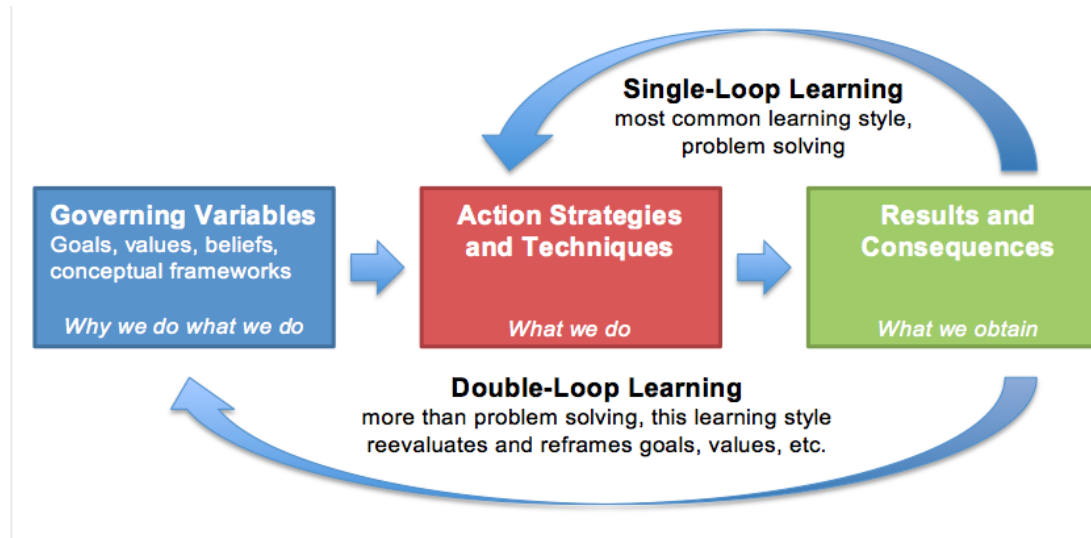 Single-Loop Learning
most common learning style,
problem solving
Governing Variables
Goals, values, beliefs,
conceptual frameworks
Why we do what we do
Action Strategies
and Techniques
What we do
Results and
Consequences
What we obtain
Double-Loop Learning
more than problem solving, this learning style
reevaluates and reframes goals, values, etc.